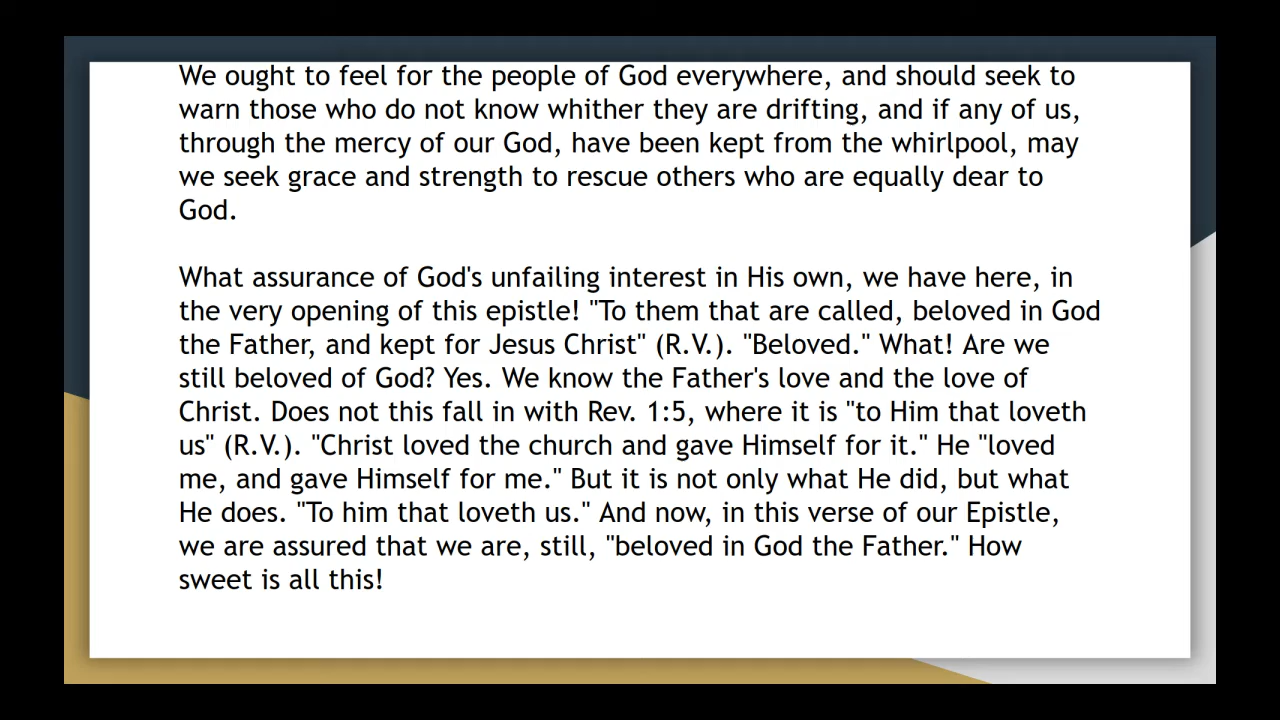 We ought to feel for the people of God everywhere, and should seek to
warn those who do not know whither they are drifting, and if any of us,
through the mercy of our God, have been kept from the whirlpool, may
we seek grace and strength to rescue others who are equally dear to
God.
What assurance of God's unfailing interest in His own, we have here, in
the very opening of this epistle! "To them that are called, beloved in God
the Father, and kept for Jesus Christ" (R.V.). "Beloved." What! Are we
still beloved of God? Yes. We know the Father's love and the love of
Christ. Does not this fall in with Rev. 1:5, where it is "to Him that loveth
us" (R.V.). "Christ loved the church and gave Himself for it." He "loved
me, and gave Himself for me." But it is not only what He did, but what
He does. "To him that loveth us." And now, in this verse of our Epistle,
we are assured that we are, still, "beloved in God the Father." How
sweet is all this!